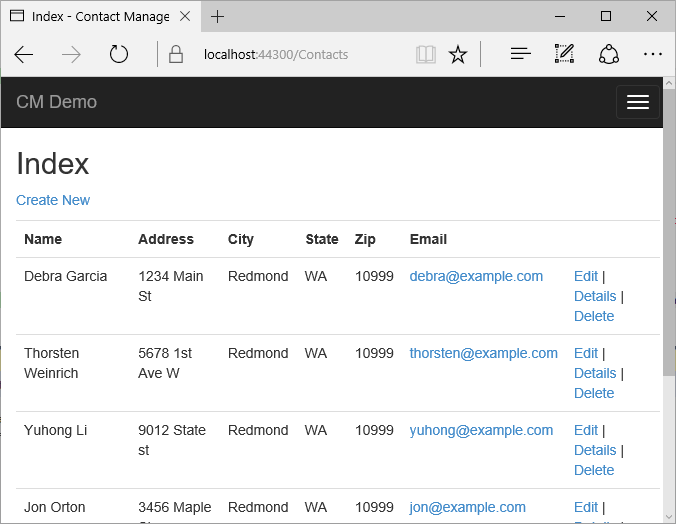 Index - Contact Manage
localhost:44300/Contacts
CM Demo
Index
Create New
Name Address City State Zip Email
Debra Garcia 1234 Main Redmond WA 10999 debra@example.com Edit |
St Details |
Delete
Thorsten 5678 1st Redmond WA 10999 thorsten@example.com Edit |
Weinrich Ave W Details |
Delete
Yuhong Li 9012 State Redmond WA 10999 yuhong@example.com Edit |
st Details |
Delete
Jon Orton 3456 Maple Redmond WA 10999 jon@example.com Edit |